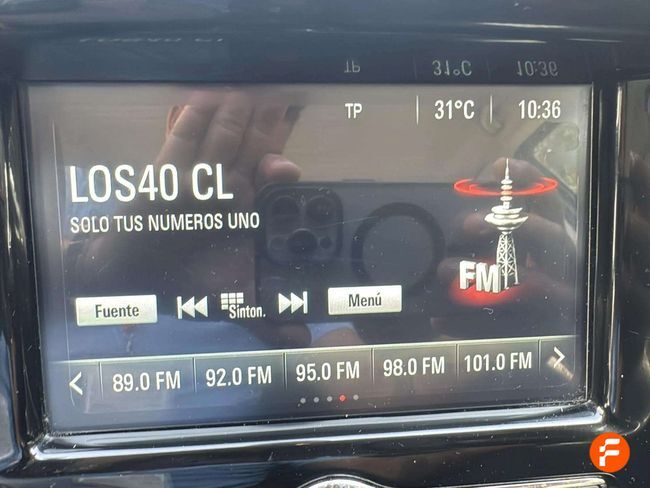 TP 31°C 10:36
LOS40 CL
SOLO TUS NUMEROS UNO
FM
Fuente Sinton. Menú
89.0 FM 92.0 FM 95.0 FM 98.0 FM 101.0 FM